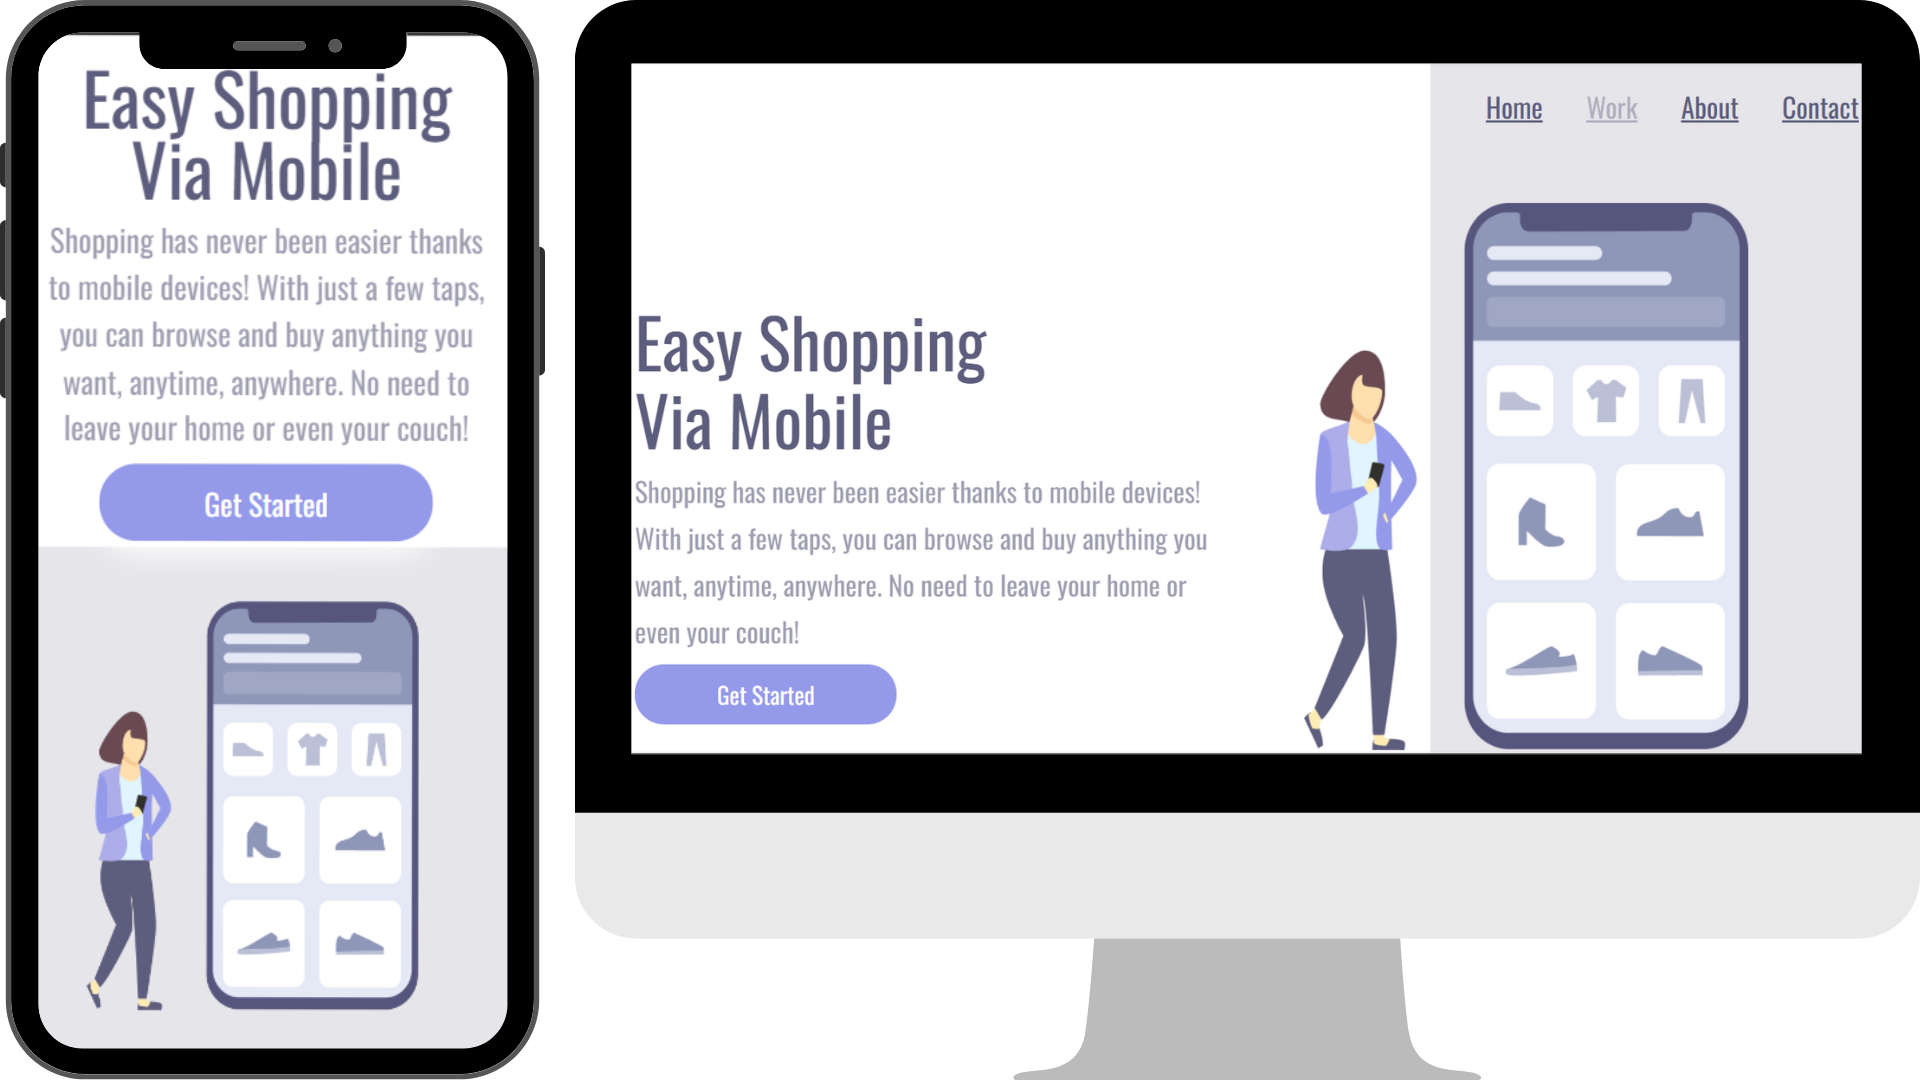 Easy Shopping
Via Mobile
Shopping has never been easier thanks
to mobile devices! With just a few taps,
you can browse and buy anything you
want, anytime, anywhere. No need to
leave your home or even your couch!
Get Started
Home Work About Contact
Easy Shopping
Via Mobile
Shopping has never been easier thanks to mobile devices!
With just a few taps, you can browse and buy anything you
want, anytime, anywhere. No need to leave your home or
even your couch!
Get Started